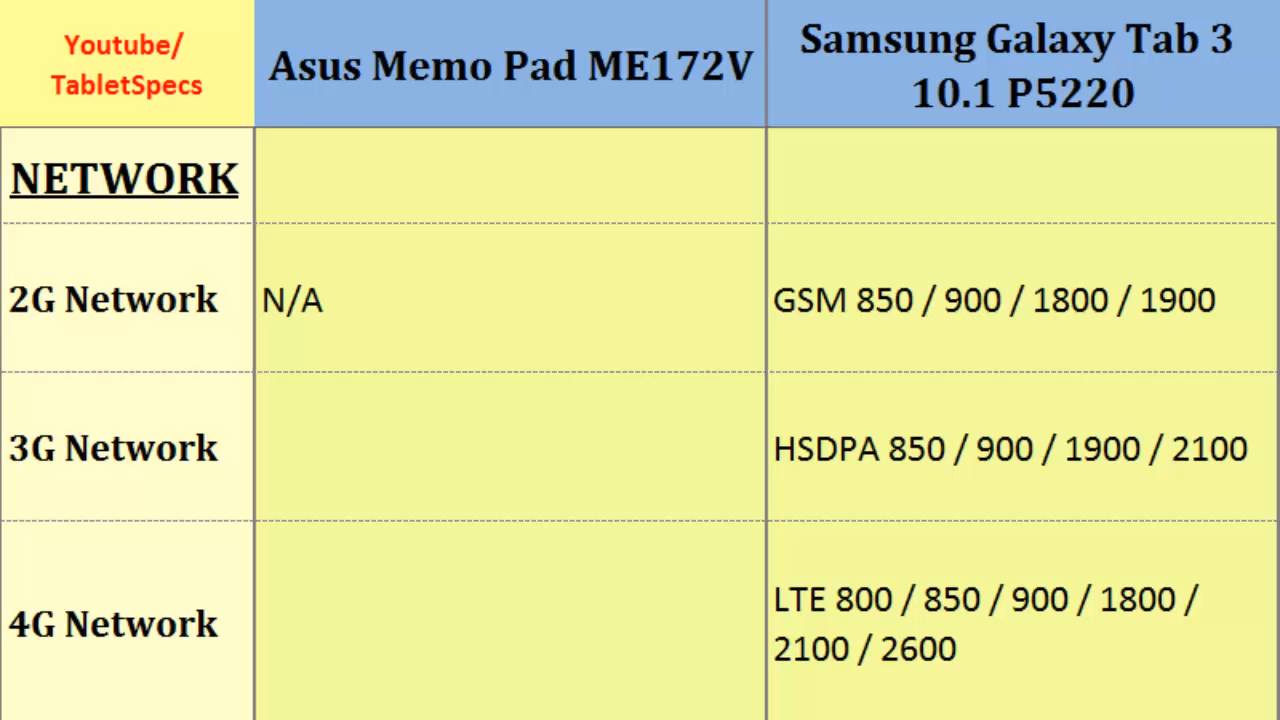 Youtube/
TabletSpecs
Asus Memo Pad ME172V
Samsung Galaxy Tab 3
10.1 P5220
NETWORK
2G Network
N/A
GSM 850 / 900 / 1800 / 1900
3G Network
HSDPA 850 / 900 / 1900 / 2100
4G Network
LTE 800 / 850 / 900 / 1800 /
2100 / 2600